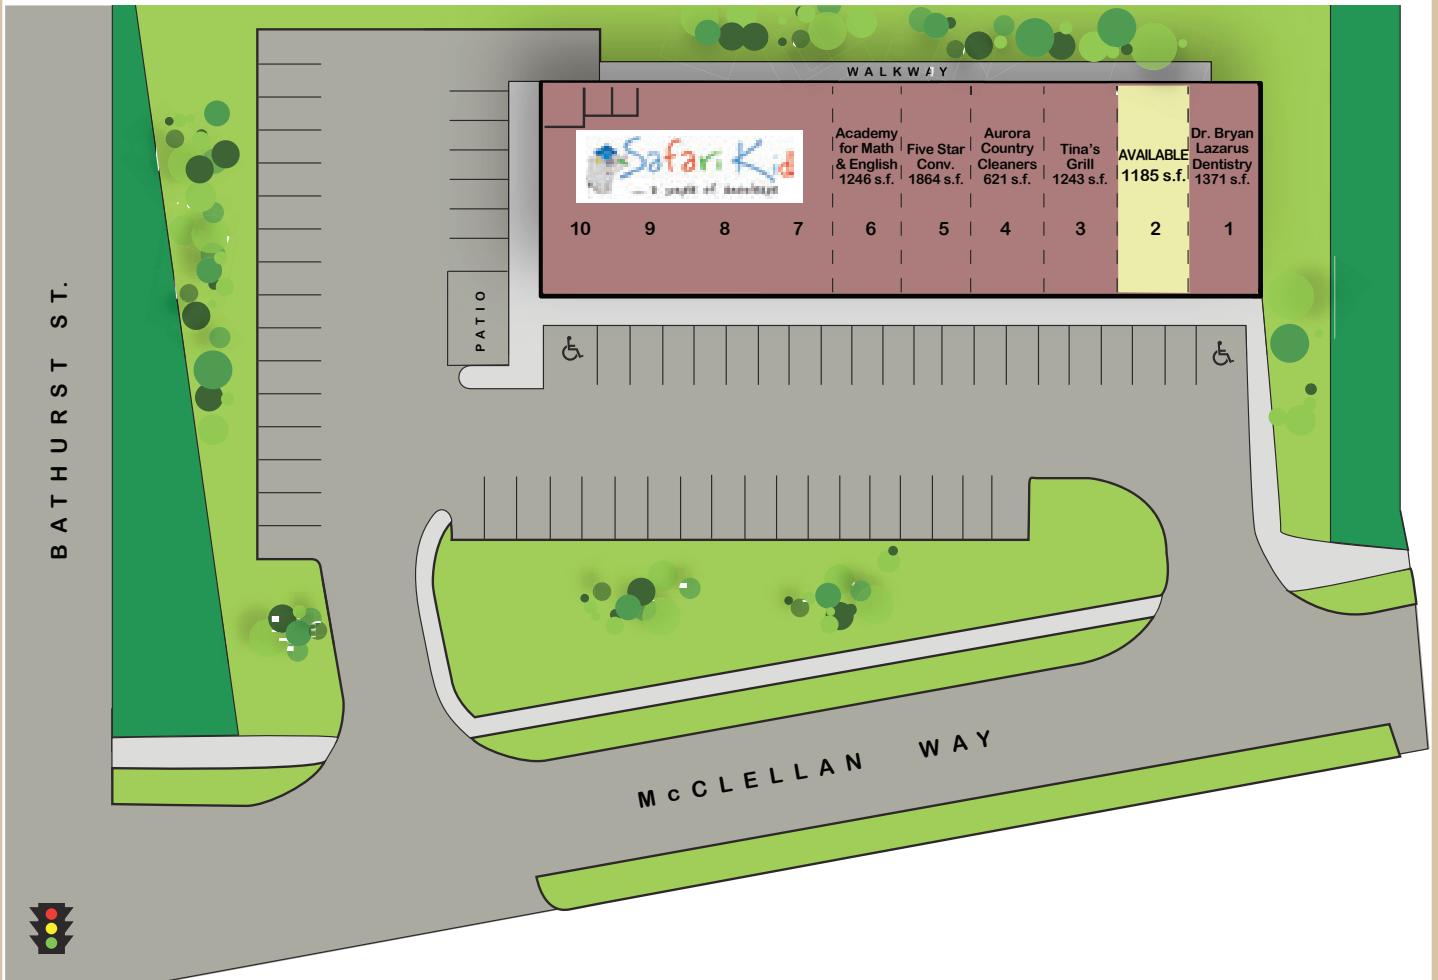 WALKWAY
Safari Kid
Academy
for Math
& English
1246 s.f.
Five Star
Conv.
1864 s.f.
Aurora
Country
Cleaners
621 s.f.
Tina's
Grill
1243 s.f.
AVAILABLE
1185 s.f.
Dr. Bryan
Lazarus
Dentistry
1371 s.f.
10 9 8 7 6 5 4 3 2 1
PATIO
BATHURST ST.
McCLELLAN WAY